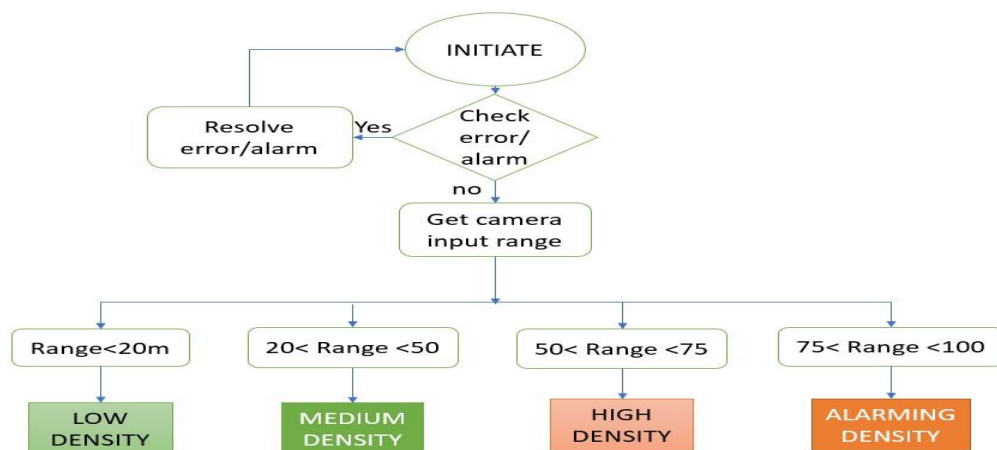 INITIATE
Check
error/
alarm
Yes
Resolve
error/alarm
no
Get camera
input range
Range<20m
20< Range <50
50< Range <75
75< Range <100
LOW
DENSITY
MEDIUM
DENSITY
HIGH
DENSITY
ALARMING
DENSITY